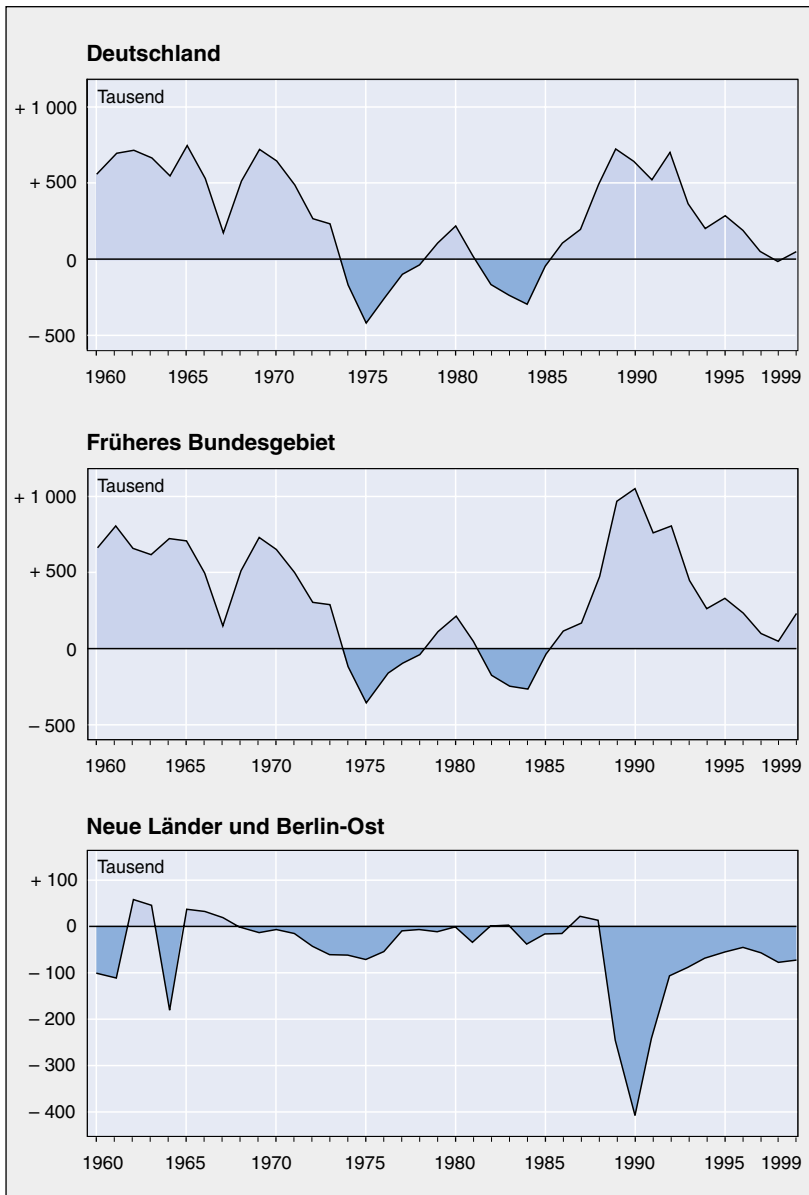 Deutschland
Tausend
+ 1 000
+ 500
0
– 500
1960 1965 1970 1975 1980 1985 1990 1995 1999
Früheres Bundesgebiet
Tausend
+ 1 000
+ 500
0
– 500
1960 1965 1970 1975 1980 1985 1990 1995 1999
Neue Länder und Berlin-Ost
Tausend
+ 100
0
– 100
– 200
– 300
– 400
1960 1965 1970 1975 1980 1985 1990 1995 1999